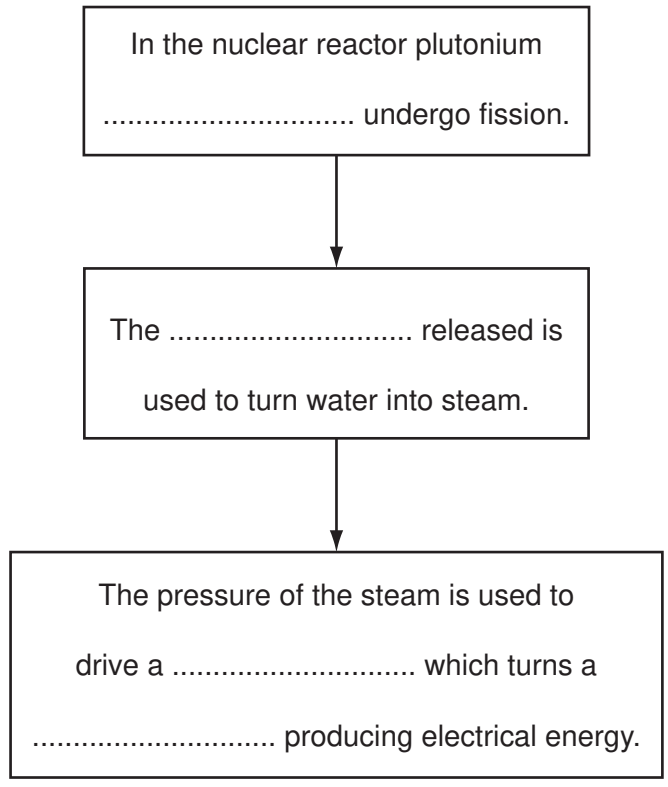 In the nuclear reactor plutonium
............................... undergo fission.
The .............................. released is
used to turn water into steam.
The pressure of the steam is used to
drive a .............................. which turns a
.............................. producing electrical energy.